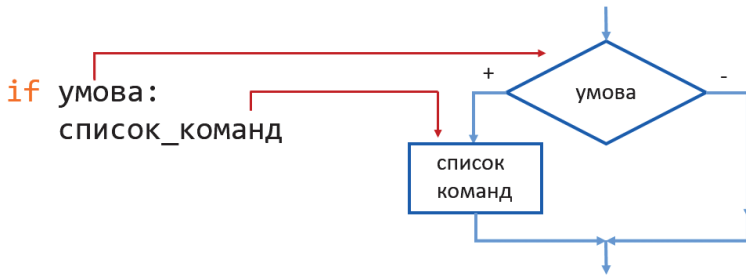 if умова:
список_команд
+
умова
-
список
команд